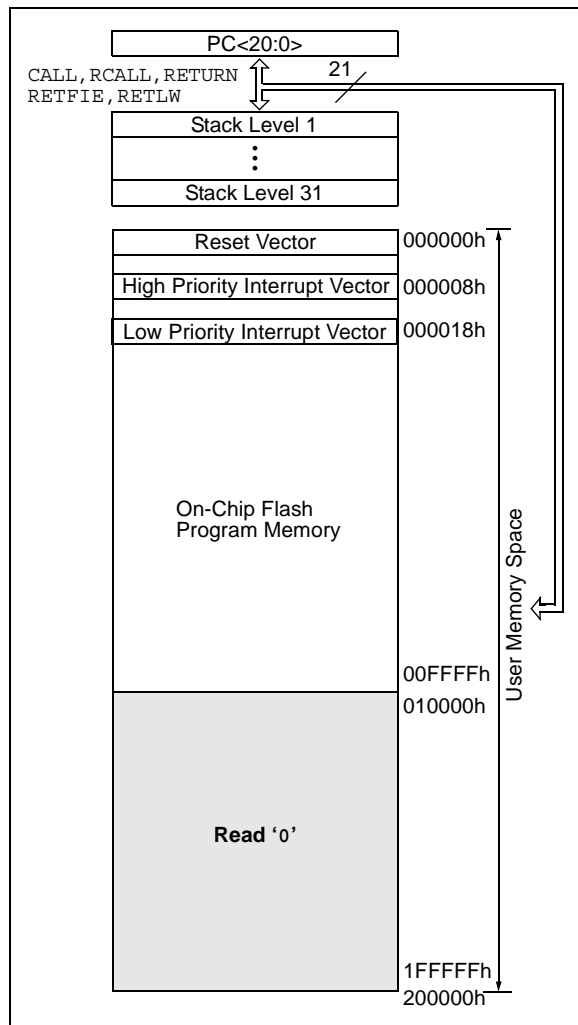 PC<20:0>
CALL,RCALL,RETURN
RETFIE,RETLW
21
Stack Level 1
Stack Level 31
Reset Vector
000000h
High Priority Interrupt Vector
000008h
Low Priority Interrupt Vector
000018h
On-Chip Flash
Program Memory
User Memory Space
00FFFFh
010000h
Read ‘0’
1FFFFFh
200000h